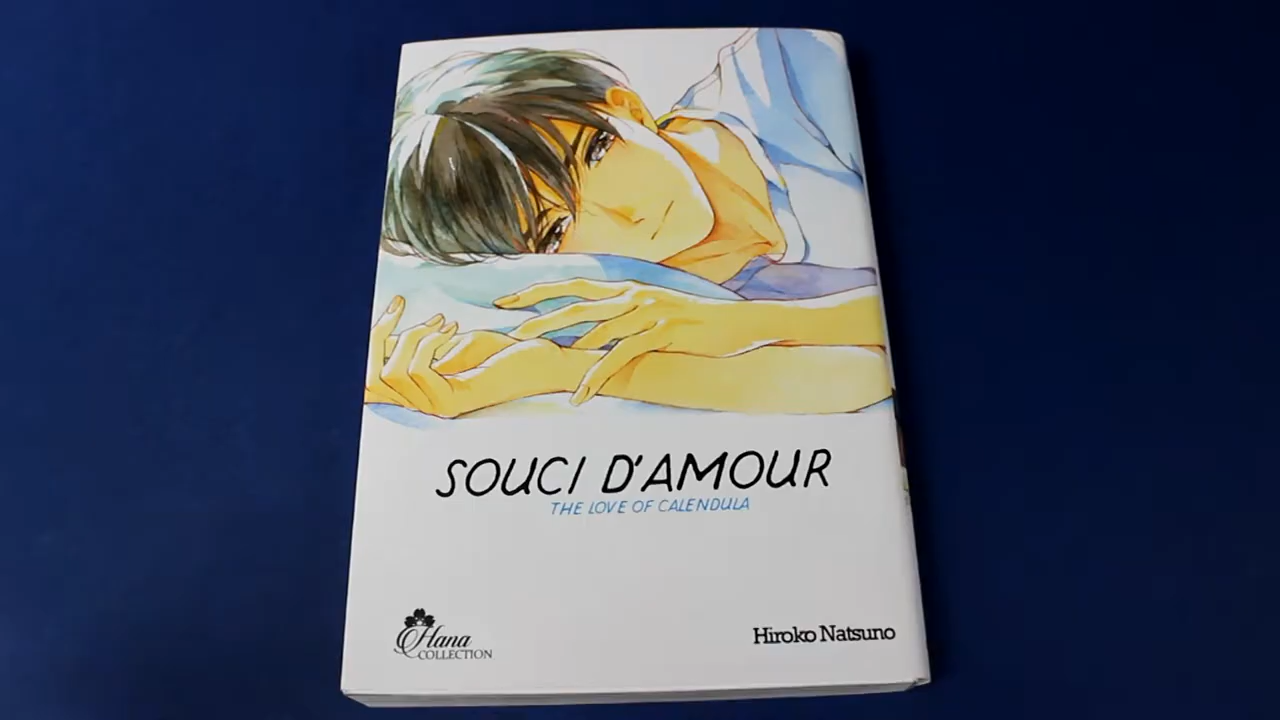 SOUCI D'AMOUR
THE LOVE OF CALENDULA
Hana
COLLECTION
Hiroko Natsuno